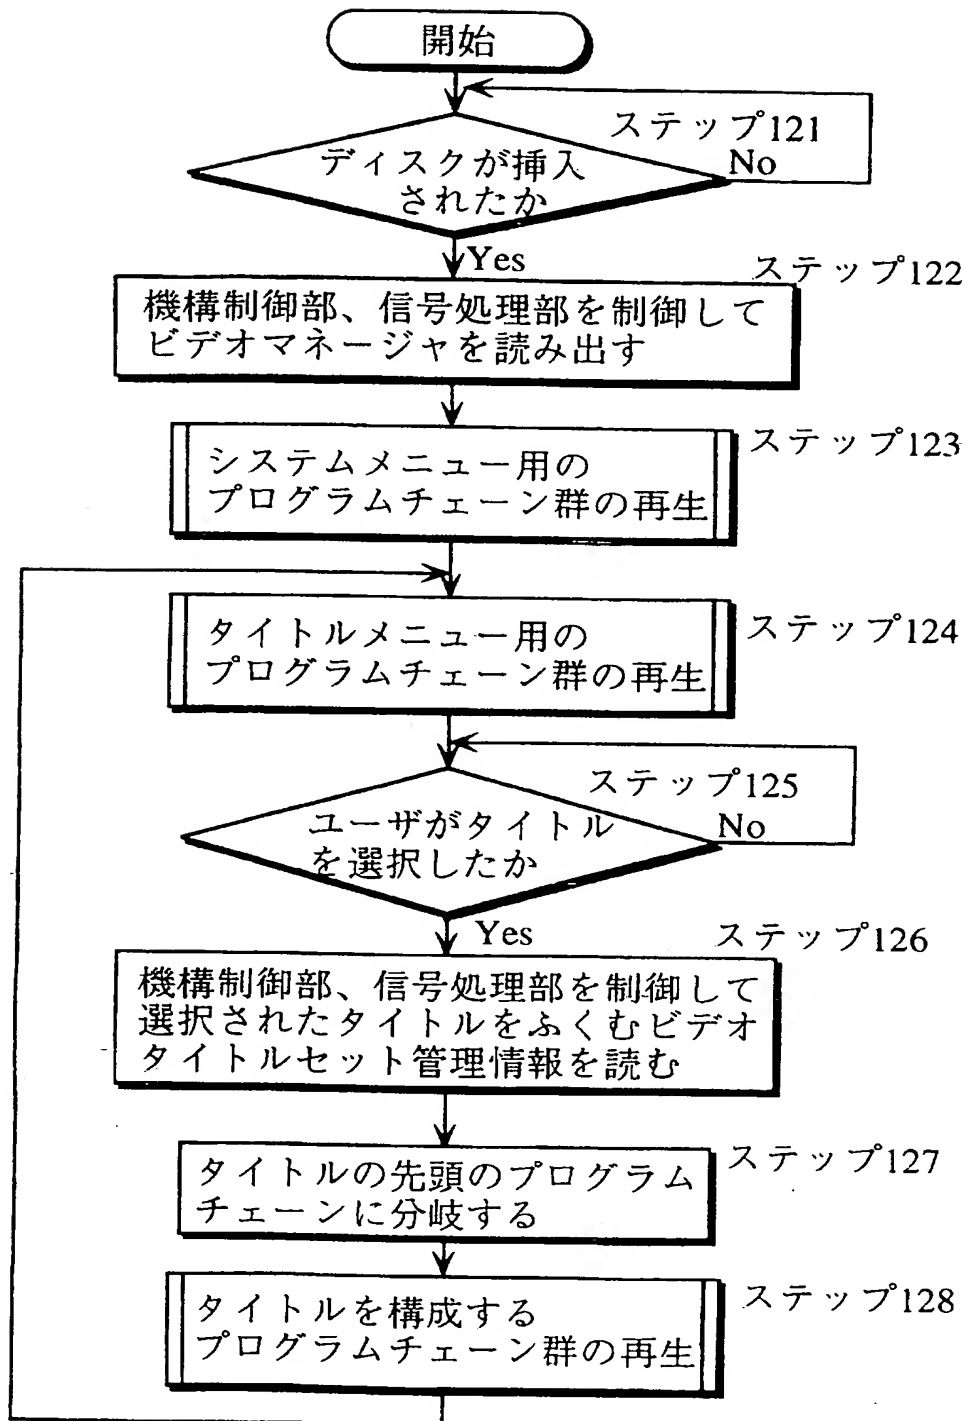 開始
ステップ121
No
ディスクが挿入
されたか
Yes
ステップ122
機構制御部、信号処理部を制御して
ビデオマネージャを読み出す
ステップ123
システムメニュー用の
プログラムチェーン群の再生
ステップ124
タイトルメニュー用の
プログラムチェーン群の再生
ステップ125
No
ユーザがタイトル
を選択したか
Yes
ステップ126
機構制御部、信号処理部を制御して
選択されたタイトルをふくむビデオ
タイトルセット管理情報を読む
ステップ127
タイトルの先頭のプログラム
チェーンに分岐する
ステップ128
タイトルを構成する
プログラムチェーン群の再生